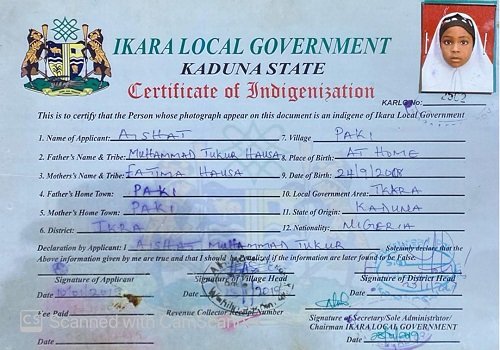 IKARA LOCAL GOVERNMENT
KADUNA STATE
Certificate of Indigenization
KARLG No: 2502
This is to certify that the Person whose photograph appear on this document is an indigene of Ikara Local Government
1. Name of Applicant: AISHAT 7. Village PAKI
2. Father's Name & Tribe: MUHAMMAD TUKUR HAUSA 8. Place of Birth: AT HOME
3. Mothers's Name & Tribe: FATIMA HAUSA 9. Date of Birth: 24/9/2008
4. Father's Home Town: PAKI 10. Local Government Area: IKARA
5. Mother's Home Town: PAKI 11. State of Origin: KADUNA
6. District: IKRA 12. Nationality: NIGERIA
Declaration by Applicant: I AISHAT MUHAMMAD TUKUR Solemnly declare that the
Above information given by me are true and that I should be penalized if the information are later found to be False.
Signature of Applicant Signature of Village Head Signature of District Head
Date Date 2019 Date
Fee Paid Revenue Collector Receipt Number Signature of Secretary/Sole Administrator/
Chairman IKARA LOCAL GOVERNMENT
Date
CS Scanned with CamScanner